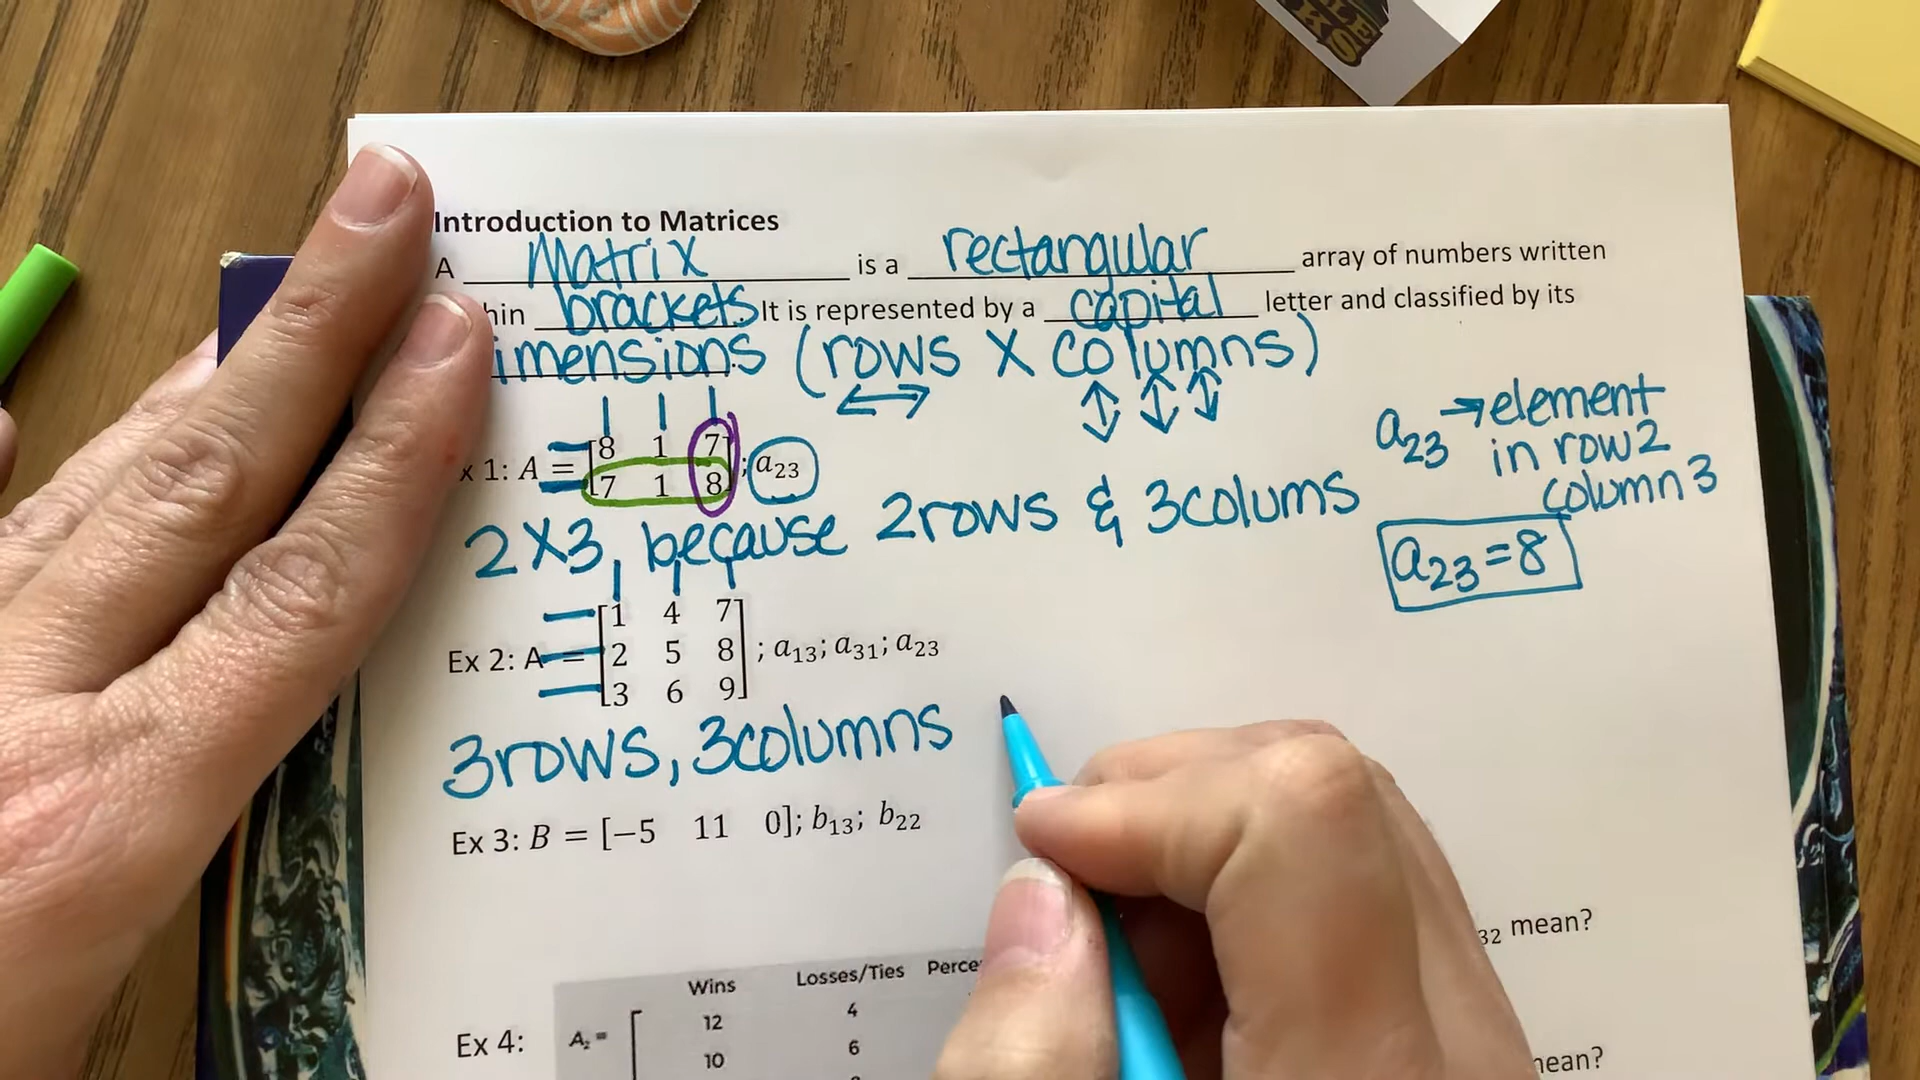 Introduction to Matrices
A Matrix is a rectangular array of numbers written
hin brackets It is represented by a capital letter and classified by its
imensions (rows X columns)
x 1: A = [8 1 7
7 1 8] ; a23
a23 → element
in row 2
column 3
2X3, because 2rows & 3colums
a23 = 8
Ex 2: A = [1 4 7
2 5 8
3 6 9] ; a13; a31; a23
3rows, 3columns
Ex 3: B = [−5 11 0]; b13; b22
32 mean?
Wins Losses/Ties Perce
Ex 4: A2 = [
12 4
10 6
mean?